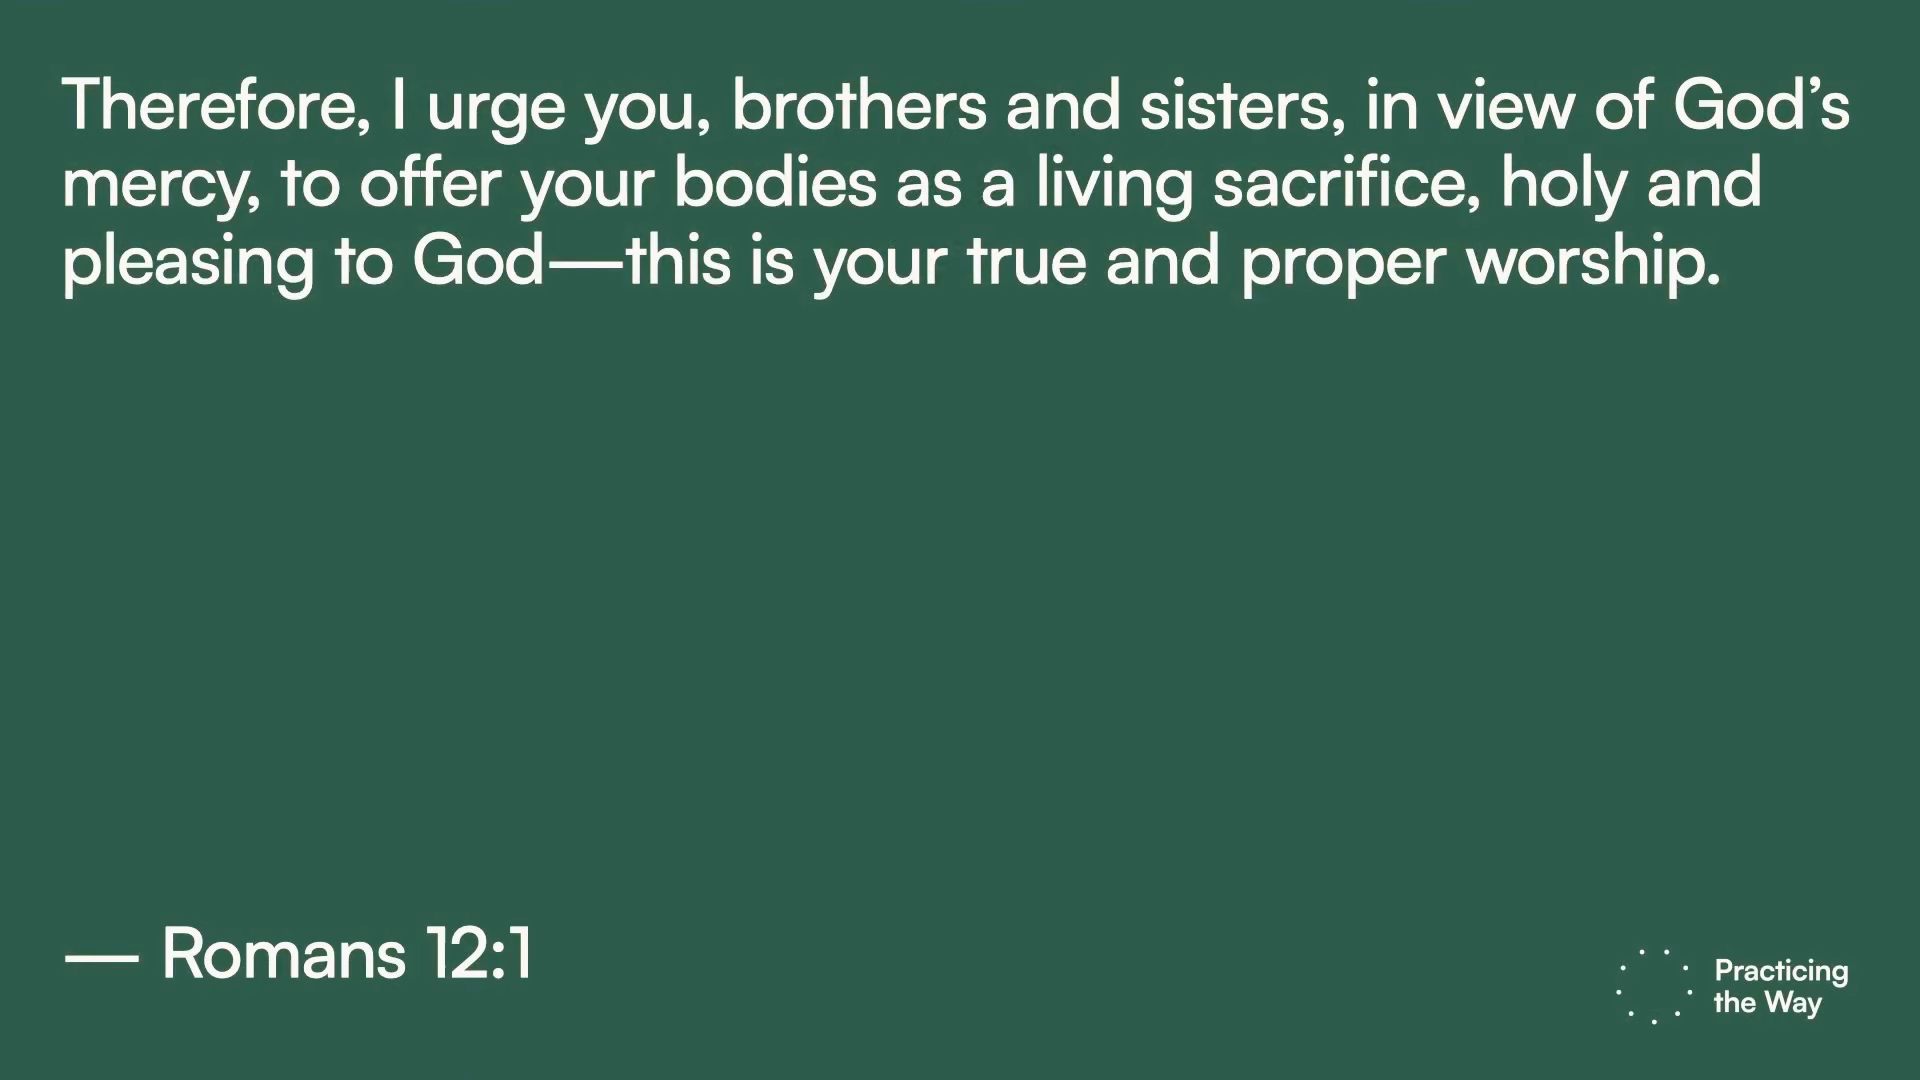 Therefore, I urge you, brothers and sisters, in view of God’s
mercy, to offer your bodies as a living sacrifice, holy and
pleasing to God—this is your true and proper worship.
— Romans 12:1
Practicing
the Way